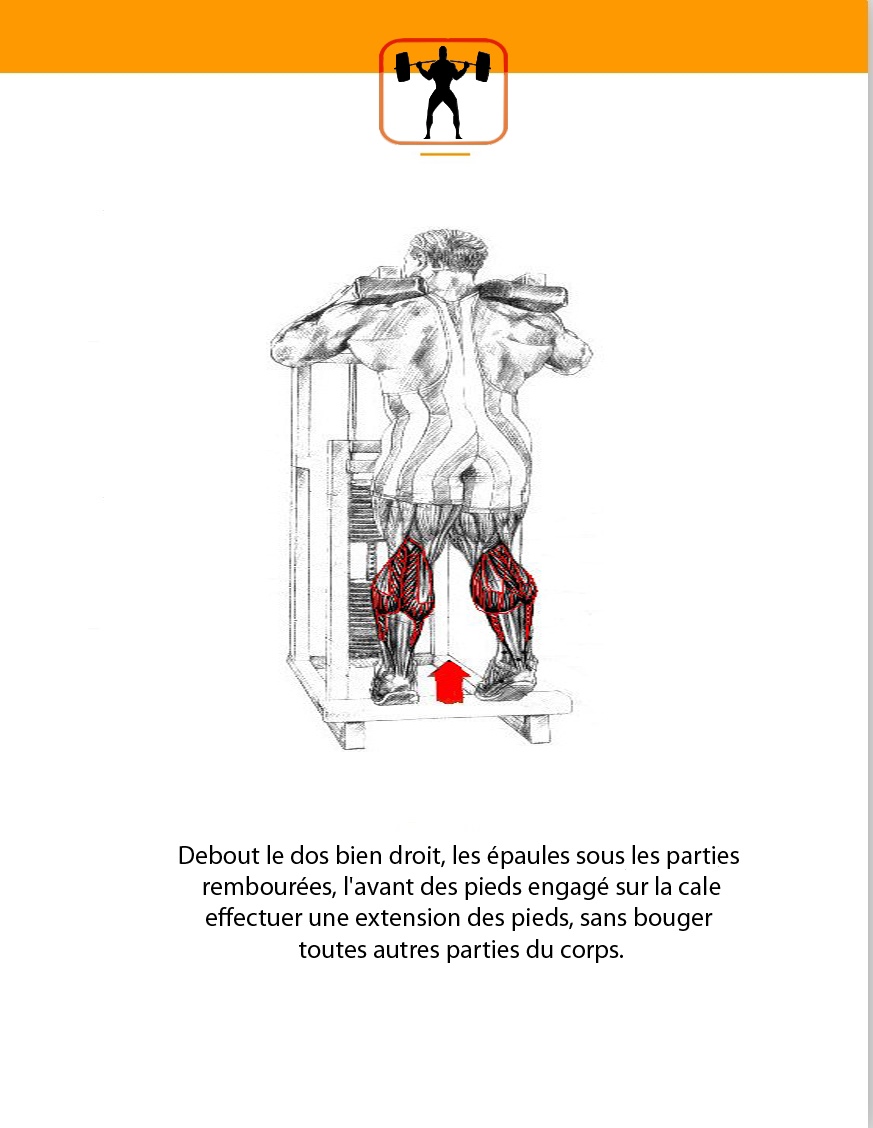 Debout le dos bien droit, les épaules sous les parties
rembourées, l'avant des pieds engagé sur la cale
effectuer une extension des pieds, sans bouger
toutes autres parties du corps.